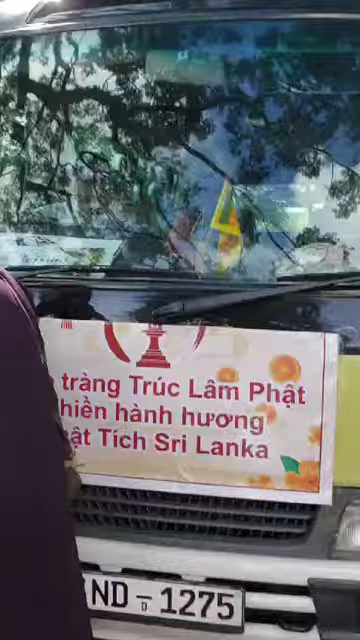 tràng Trúc Lâm Phật
hiền hành hương
ật Tích Sri Lanka
ND - 1275
D